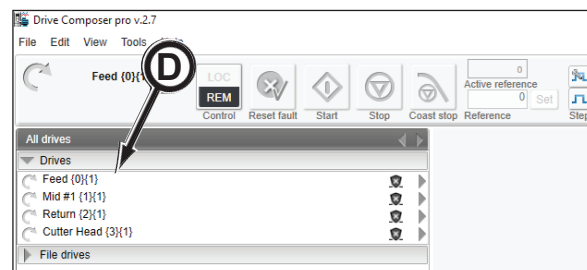 Drive Composer pro v.2.7
File Edit View Tools
Feed {0}{1}
D
LOC
REM
Control
Reset fault
Start
Stop
Coast stop
0
Active reference
0
Set
Reference
Step
All drives
Drives
Feed {0}{1}
Mid #1 {1}{1}
Return {2}{1}
Cutter Head {3}{1}
File drives